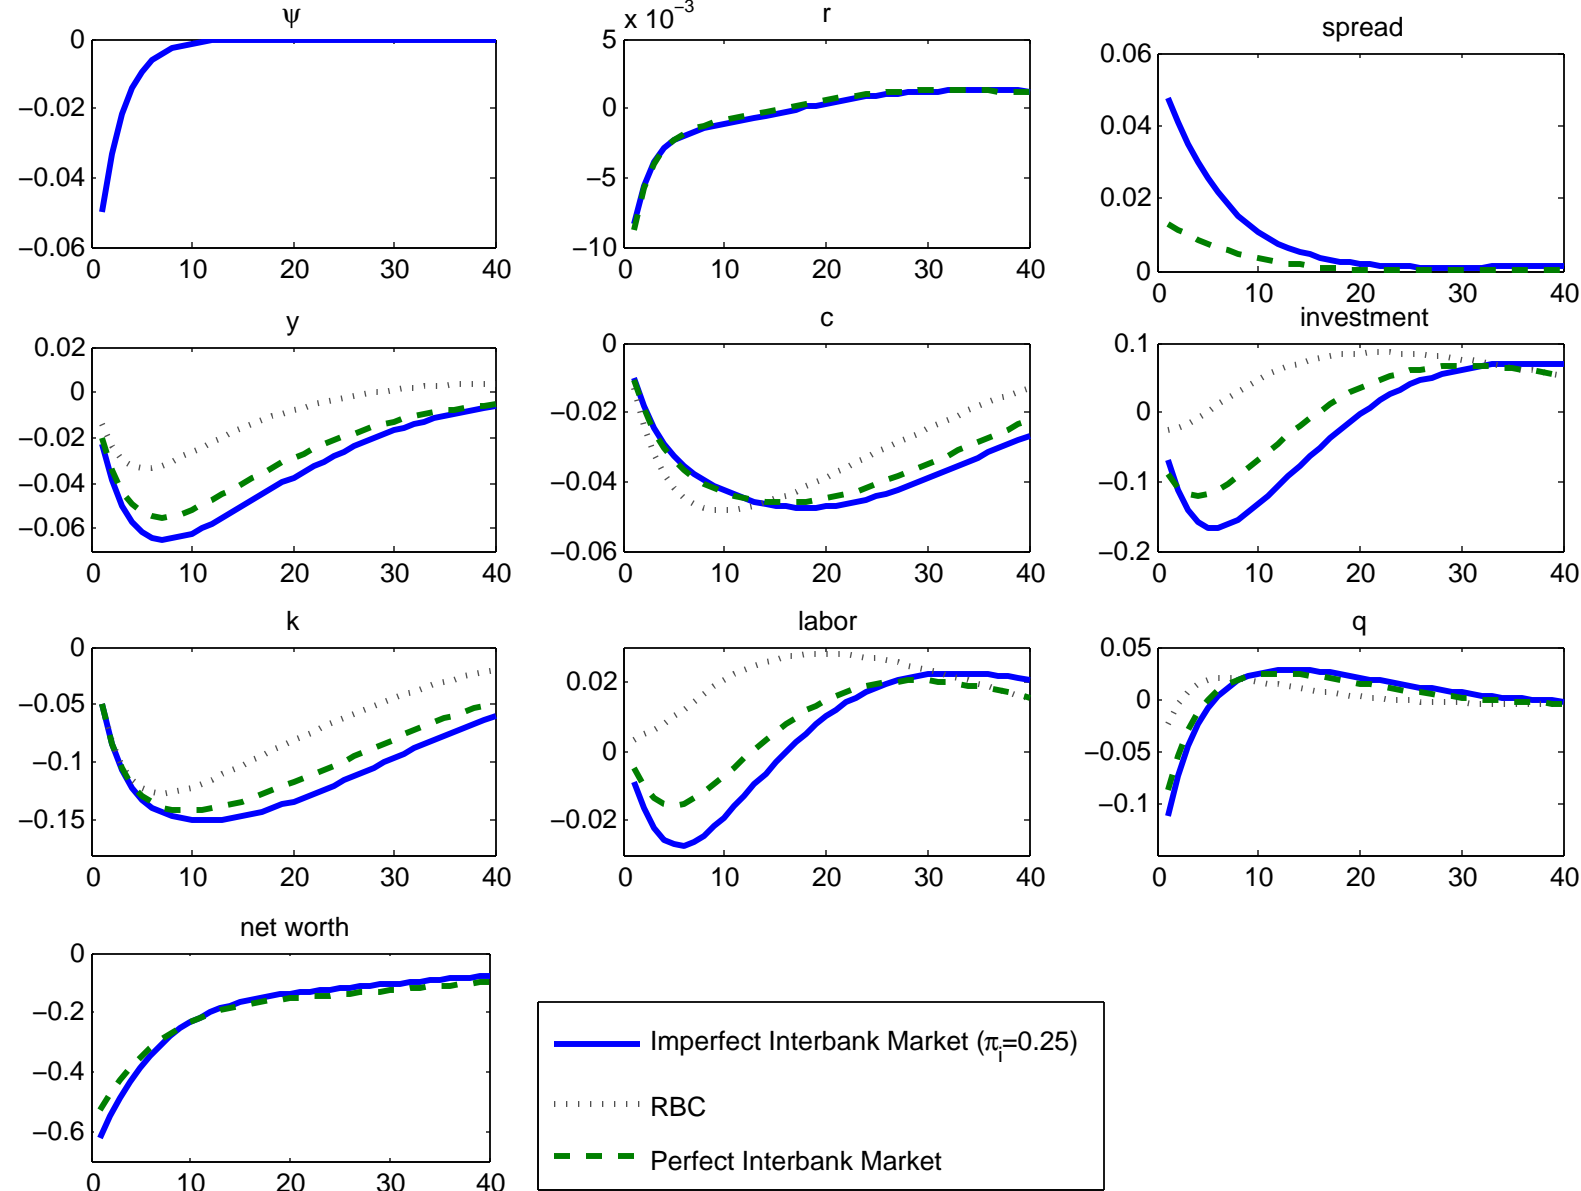 ψ
0
−0.02
−0.04
−0.06
0 10 20 30 40
r
x 10−3
5
0
−5
−10
0 10 20 30 40
spread
0.06
0.04
0.02
0
0 10 20 30 40
y
0.02
0
−0.02
−0.04
−0.06
0 10 20 30 40
c
0
−0.02
−0.04
−0.06
0 10 20 30 40
investment
0.1
0
−0.1
−0.2
0 10 20 30 40
k
0
−0.05
−0.1
−0.15
0 10 20 30 40
labor
0.02
0
−0.02
0 10 20 30 40
q
0.05
0
−0.05
−0.1
0 10 20 30 40
net worth
0
−0.2
−0.4
−0.6
0 10 20 30 40
Imperfect Interbank Market (πi=0.25)
RBC
Perfect Interbank Market